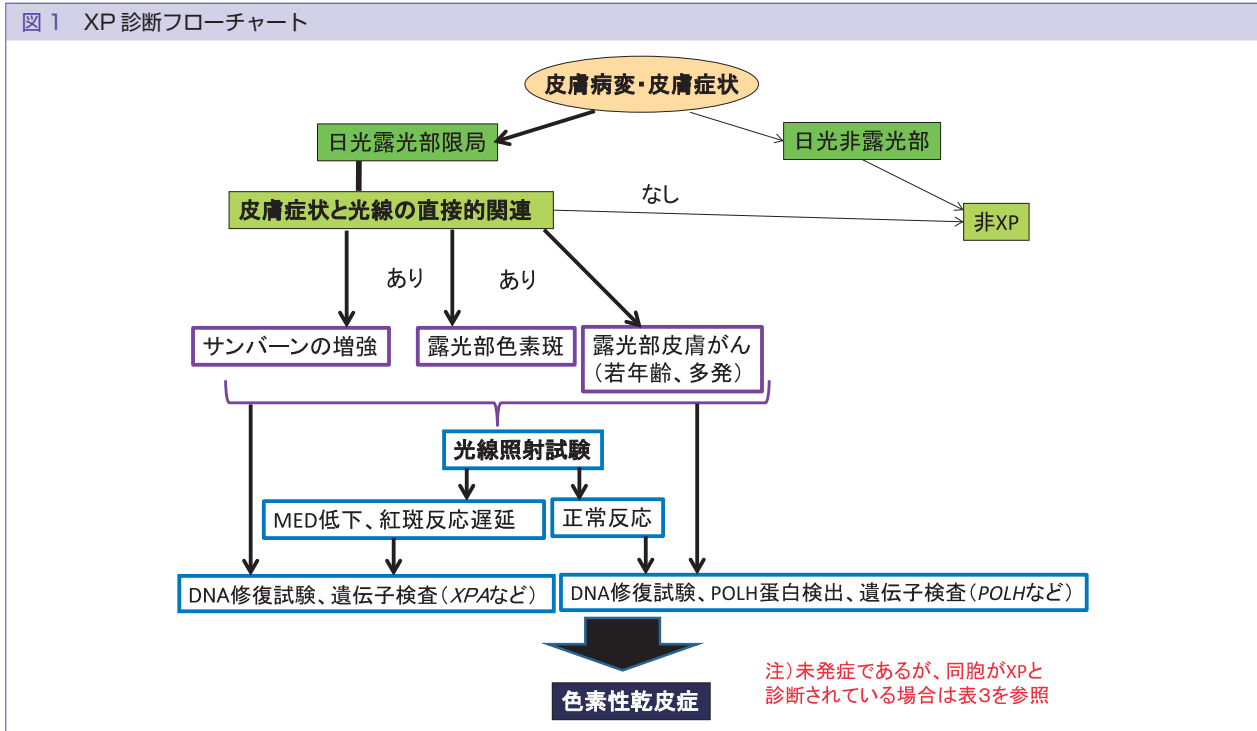 図1 XP診断フローチャート
皮膚病変・皮膚症状
日光露光部限局
日光非露光部
皮膚症状と光線の直接的関連
なし
非XP
あり
あり
サンバーンの増強
露光部色素斑
露光部皮膚がん
（若年齢、多発）
光線照射試験
MED低下、紅斑反応遅延
正常反応
DNA修復試験、遺伝子検査（XPAなど）
DNA修復試験、POLH蛋白検出、遺伝子検査（POLHなど）
色素性乾皮症
注）未発症であるが、同胞がXPと
診断されている場合は表3を参照